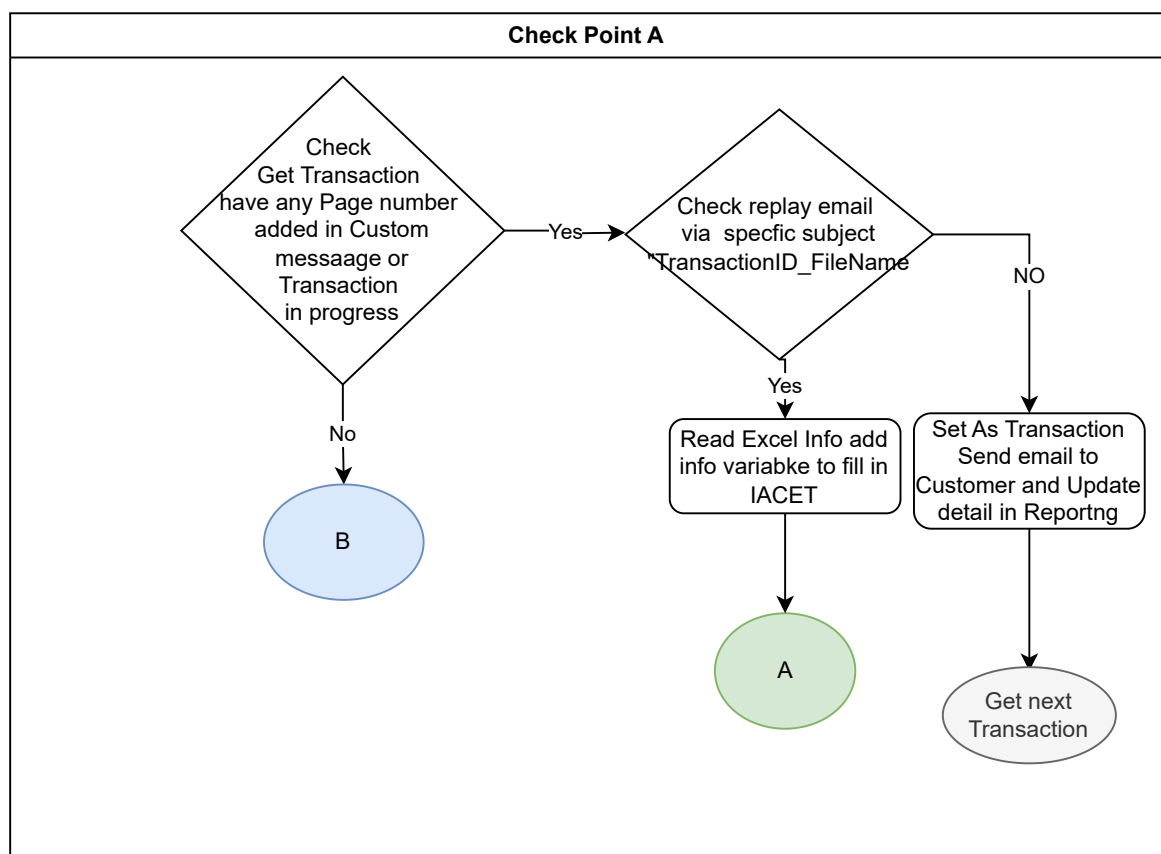 Check Point A
Check
Get Transaction
have any Page number
added in Custom
messaage or
Transaction
in progress
Yes
Check replay email
via specfic subject
"TransactionID_FileName
NO
Yes
No
Read Excel Info add
info variabke to fill in
IACET
Set As Transaction
Send email to
Customer and Update
detail in Reportng
B
A
Get next
Transaction